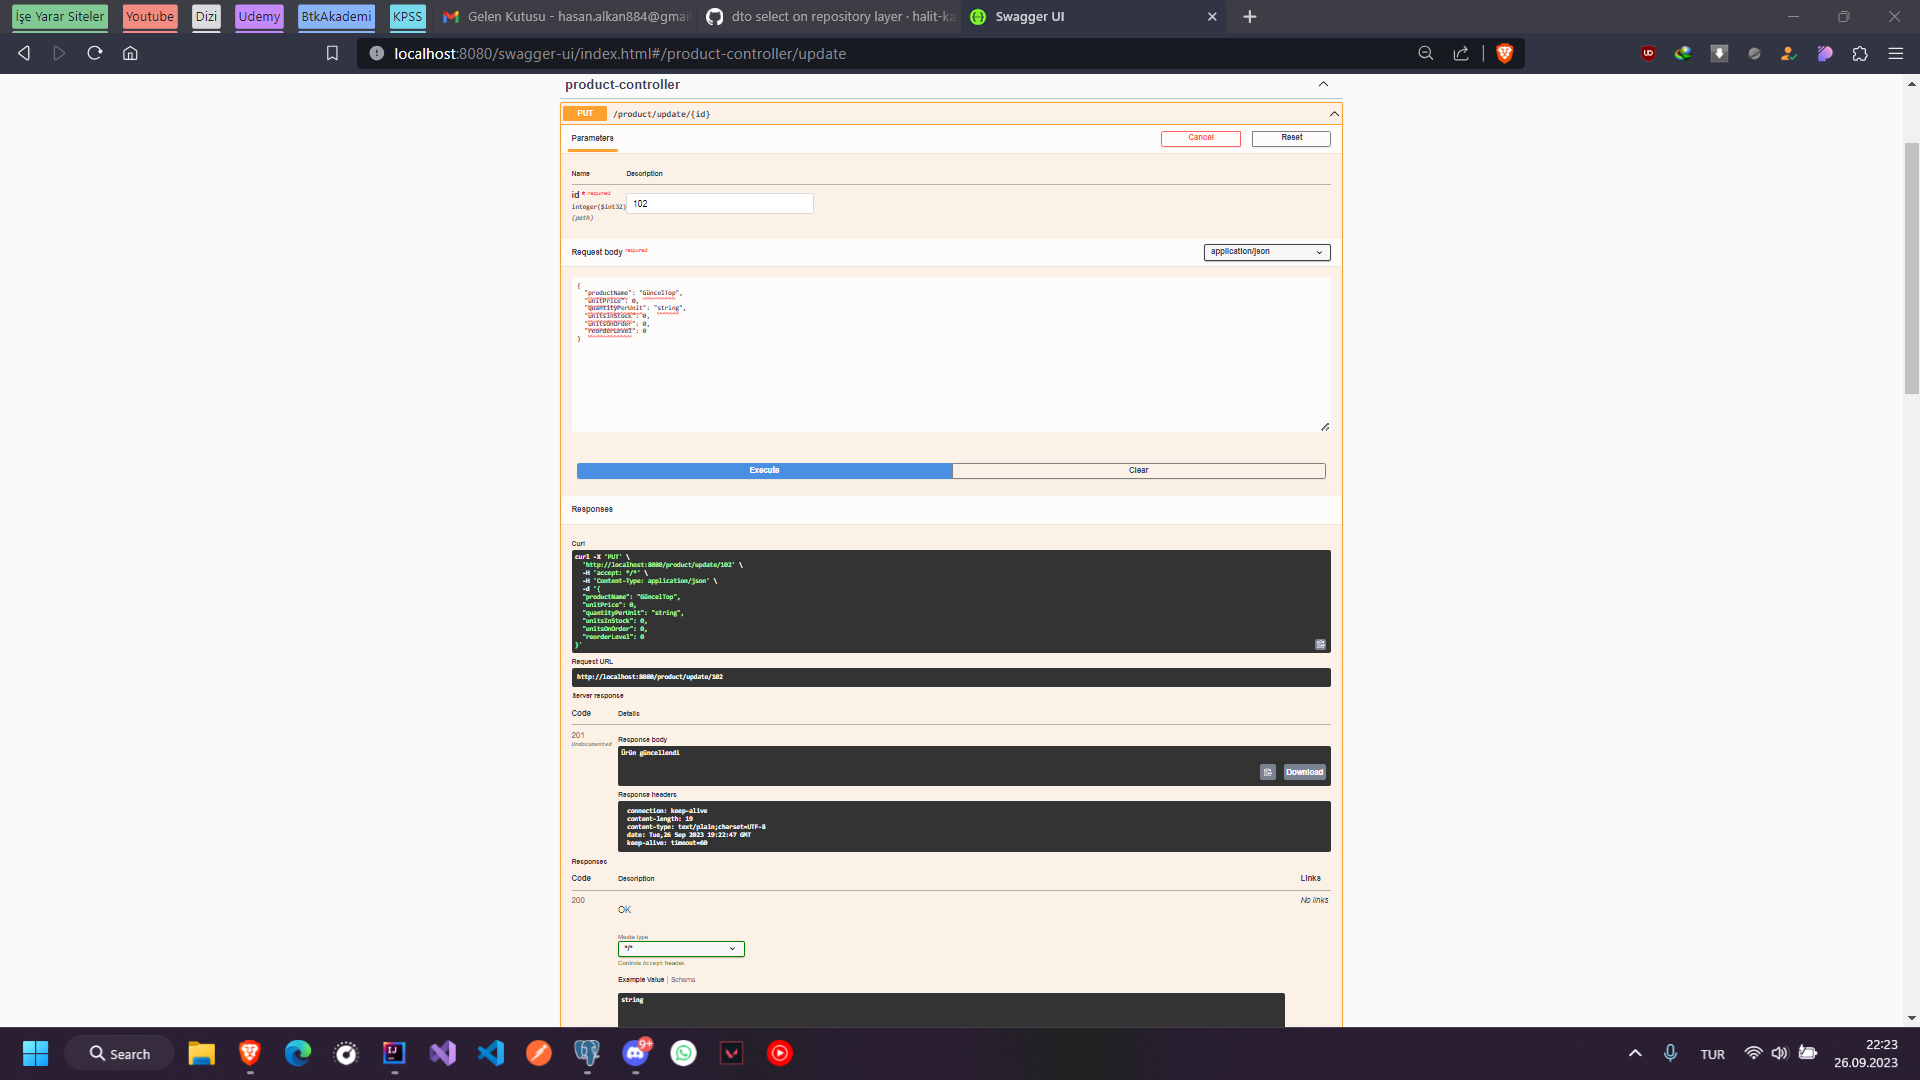 İşe Yarar Siteler
Youtube
Dizi
Udemy
BtkAkademi
KPSS
Gelen Kutusu - hasan.alkan884@gmai
dto select on repository layer · halit-ka
Swagger UI
localhost:8080/swagger-ui/index.html#/product-controller/update
product-controller
PUT /product/update/{id}
Parameters
Cancel
Reset
Name Description
id * required
integer($int32)
(path)
102
Request body required
application/json
{
"productName": "GüncelTop",
"unitPrice": 0,
"quantityPerUnit": "string",
"unitsInStock": 0,
"unitsOnOrder": 0,
"reorderLevel": 0
}
Execute
Clear
Responses
Curl
curl -X 'PUT' \
'http://localhost:8080/product/update/102' \
-H 'accept: */*' \
-H 'Content-Type: application/json' \
-d '{
"productName": "GüncelTop",
"unitPrice": 0,
"quantityPerUnit": "string",
"unitsInStock": 0,
"unitsOnOrder": 0,
"reorderLevel": 0
}'
Request URL
http://localhost:8080/product/update/102
Server response
Code Details
201
Undocumented
Response body
Ürün güncellendi
Download
Response headers
connection: keep-alive
content-length: 19
content-type: text/plain;charset=UTF-8
date: Tue,26 Sep 2023 19:22:47 GMT
keep-alive: timeout=60
Responses
Code Description Links
200
OK
No links
Media type
*/*
Controls Accept header.
Example Value | Schema
string
Search
9+
TUR
22:23
26.09.2023